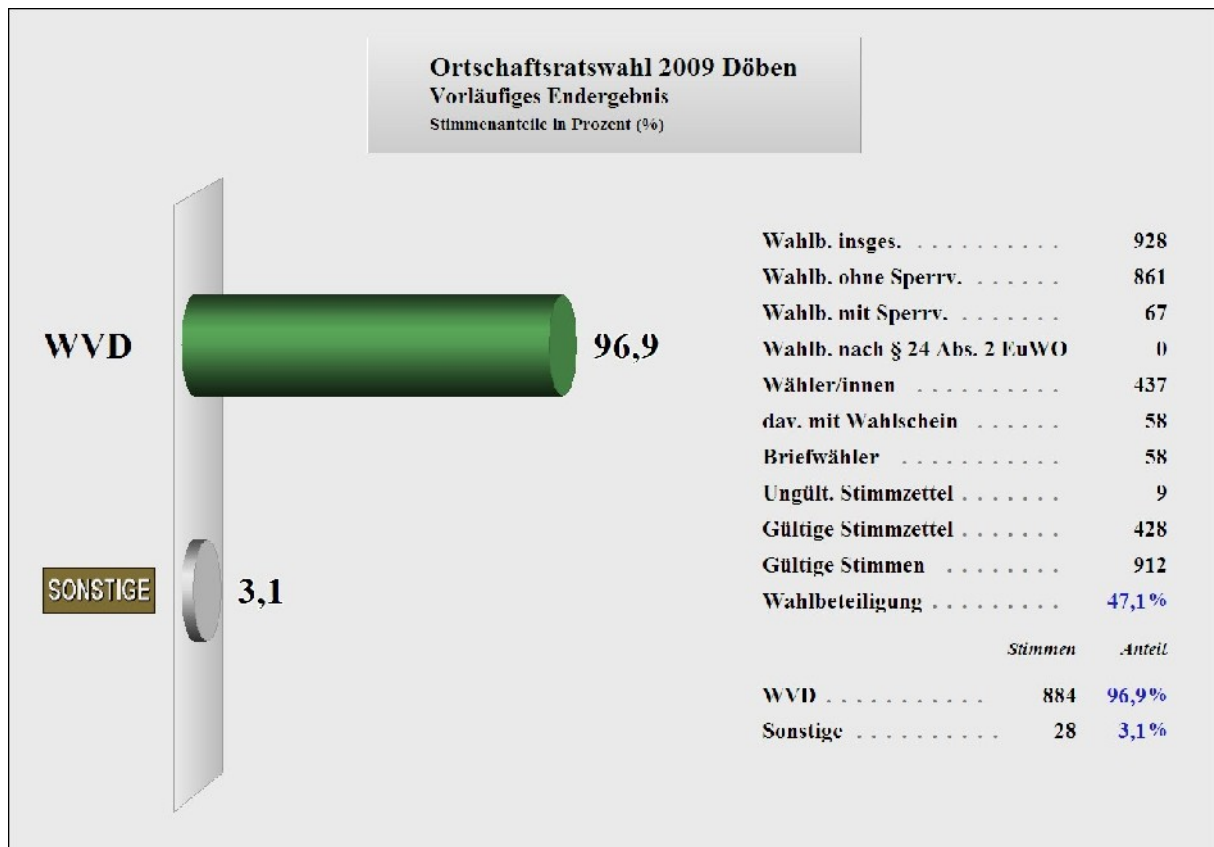 Ortschaftsratswahl 2009 Döben
Vorläufiges Endergebnis
Stimmenanteile in Prozent (%)
WVD 96,9
SONSTIGE 3,1
Wahlb. insges. . . . . . . . . . . 928
Wahlb. ohne Sperrv. . . . . . . 861
Wahlb. mit Sperrv. . . . . . . . 67
Wahlb. nach § 24 Abs. 2 EuWO 0
Wähler/innen . . . . . . . . . . 437
dav. mit Wahlschein . . . . . . 58
Briefwähler . . . . . . . . . . . 58
Ungült. Stimmzettel . . . . . . . 9
Gültige Stimmzettel . . . . . . . 428
Gültige Stimmen . . . . . . . . 912
Wahlbeteiligung . . . . . . . . . 47,1%
Stimmen Anteil
WVD . . . . . . . . . . . 884 96,9%
Sonstige . . . . . . . . . . 28 3,1%